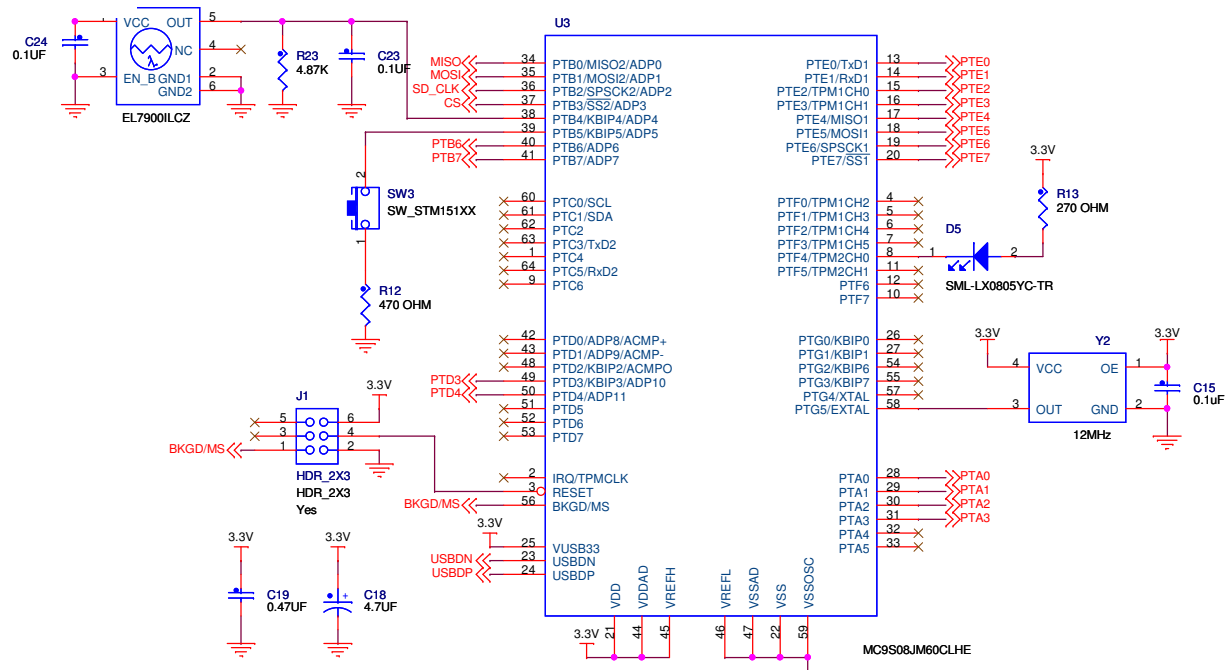 U3
C24
0.1UF
1
VCC
OUT
5
NC
4
3
EN_B
GND1
2
GND2
6
EL7900ILCZ
R23
4.87K
C23
0.1UF
MISO
34
PTB0/MISO2/ADP0
MOSI
35
PTB1/MOSI2/ADP1
SD_CLK
36
PTB2/SPSCK2/ADP2
CS
37
PTB3/SS2/ADP3
38
PTB4/KBIP4/ADP4
39
PTB5/KBIP5/ADP5
PTB6
40
PTB6/ADP6
PTB7
41
PTB7/ADP7
PTE0/TxD1
13
PTE0
PTE1/RxD1
14
PTE1
PTE2/TPM1CH0
15
PTE2
PTE3/TPM1CH1
16
PTE3
PTE4/MISO1
17
PTE4
PTE5/MOSI1
18
PTE5
PTE6/SPSCK1
19
PTE6
PTE7/SS1
20
PTE7
2
SW3
SW_STM151XX
1
R12
470 OHM
60
PTC0/SCL
61
PTC1/SDA
62
PTC2
63
PTC3/TxD2
1
PTC4
64
PTC5/RxD2
9
PTC6
PTF0/TPM1CH2
4
PTF1/TPM1CH3
5
PTF2/TPM1CH4
6
PTF3/TPM1CH5
7
PTF4/TPM2CH0
8
PTF5/TPM2CH1
11
PTF6
12
PTF7
10
3.3V
R13
270 OHM
D5
1
2
SML-LX0805YC-TR
42
PTD0/ADP8/ACMP+
43
PTD1/ADP9/ACMP-
48
PTD2/KBIP2/ACMPO
PTD3
49
PTD3/KBIP3/ADP10
PTD4
50
PTD4/ADP11
51
PTD5
52
PTD6
53
PTD7
PTG0/KBIP0
26
PTG1/KBIP1
27
PTG2/KBIP6
54
PTG3/KBIP7
55
PTG4/XTAL
57
PTG5/EXTAL
58
3.3V
Y2
3.3V
4
VCC
OE
1
3
OUT
GND
2
12MHz
C15
0.1uF
J1
3.3V
5
6
3
4
BKGD/MS
1
2
HDR_2X3
HDR_2X3
Yes
2
IRQ/TPMCLK
3
RESET
BKGD/MS
56
BKGD/MS
3.3V
25
VUSB33
USBDN
23
USBDN
USBDP
24
USBDP
PTA0
28
PTA0
PTA1
29
PTA1
PTA2
30
PTA2
PTA3
31
PTA3
PTA4
32
PTA5
33
3.3V
C19
0.47UF
3.3V
+
C18
4.7UF
VDD
VDDAD
VREFH
VREFL
VSSAD
VSS
VSSOSC
3.3V
21
44
45
46
47
22
59
MC9S08JM60CLHE